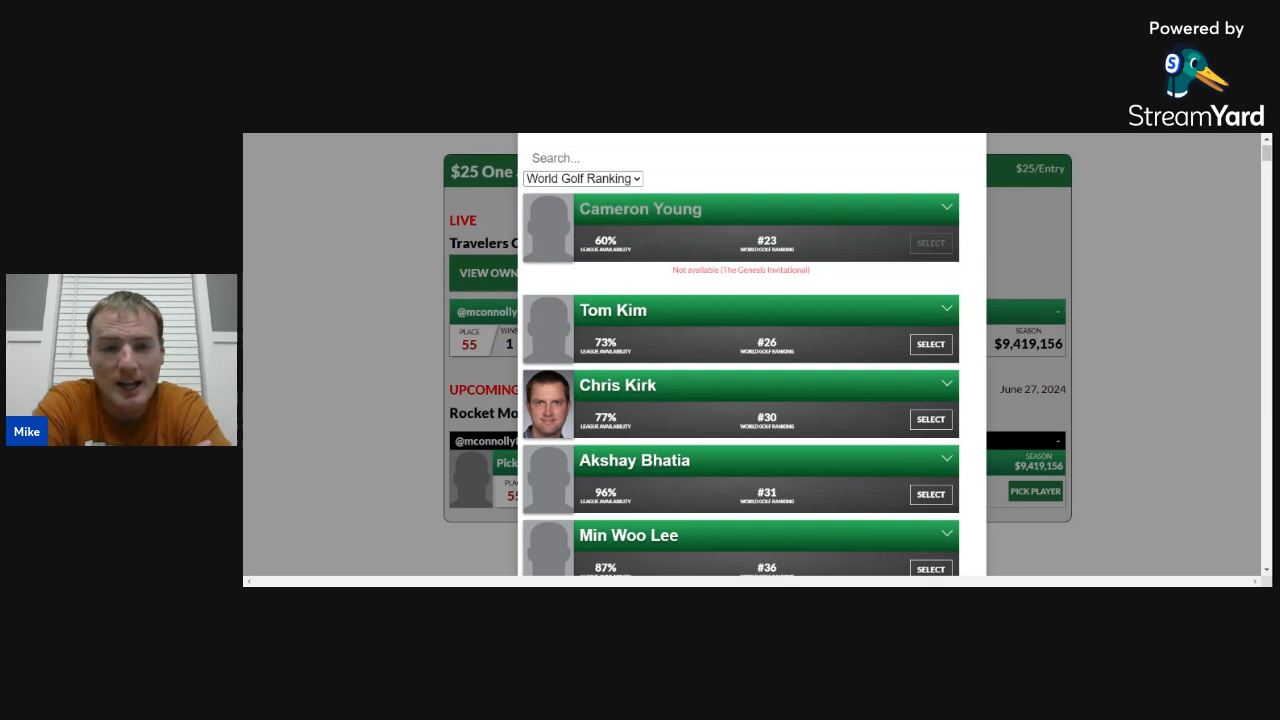 Powered by
S
StreamYard
Search...
World Golf Ranking
$25 One
$25/Entry
Cameron Young
60%
LEAGUE AVAILABILITY
#23
WORLD GOLF RANKING
SELECT
Not available (The Genesis Invitational)
LIVE
Travelers C
VIEW OWN
@mconnolly
-
PLACE
55
WINS
1
SEASON
$9,419,156
Tom Kim
73%
LEAGUE AVAILABILITY
#26
WORLD GOLF RANKING
SELECT
Chris Kirk
77%
LEAGUE AVAILABILITY
#30
WORLD GOLF RANKING
SELECT
UPCOMING
June 27, 2024
Rocket Mo
@mconnolly
-
Pick
PLA
55
SEASON
$9,419,156
PICK PLAYER
Akshay Bhatia
96%
LEAGUE AVAILABILITY
#31
WORLD GOLF RANKING
SELECT
Min Woo Lee
87%
#36
SELECT
Mike